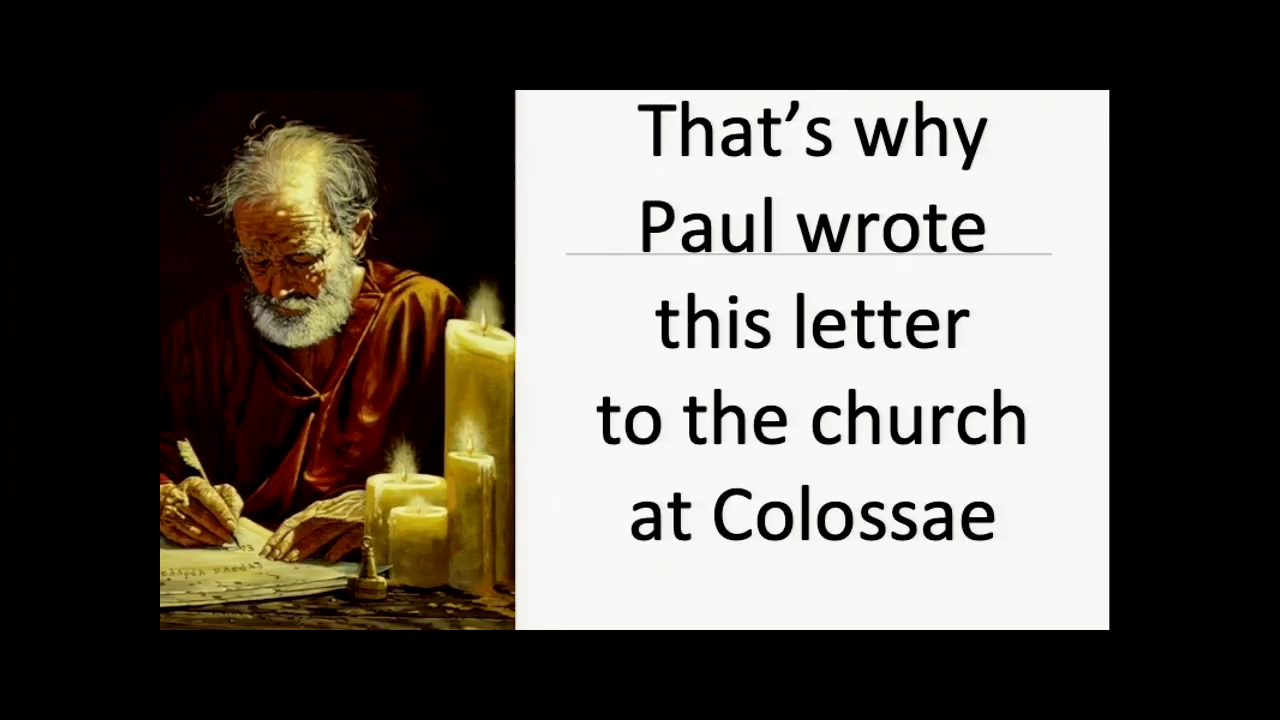 That’s why
Paul wrote
this letter
to the church
at Colossae